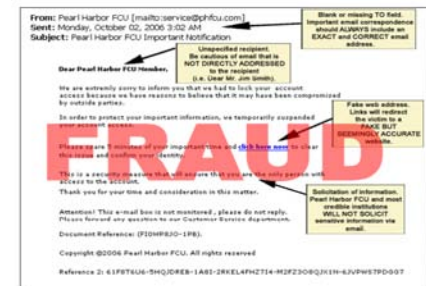 From: Pearl Harbor FCU [mailto:service@phfcu.com]
Sent: Monday, October 02, 2006 3:02 AM
Subject: Pearl Harbor FCU Important Notification
Blank or missing TO field.
Important email correspondence
should ALWAYS include an
EXACT and CORRECT email
address.
Unspecified recipient.
Be cautious of email that is
NOT DIRECTLY ADDRESSED
to the recipient
(i.e. Dear Mr. Jim Smith).
Dear Pearl Harbor FCU Member,
We are extremely sorry to inform you that we had to lock your account
access because we have reasons to believe that it may have been compromised
by outside parties.
In order to protect your important information, we temporarily suspended
your account access.
Fake web address.
Links will redirect
the victim to a
FAKE BUT
SEEMINGLY ACCURATE
website.
Please spare 5 minutes of your important time and click here now to clear
this issue and confirm your identity.
FRAUD
This is a security measure that will ensure that you are the only person with
access to the account.
Thank you for your time and consideration in this matter.
Solicitation of information.
Pearl Harbor FCU and most
credible institutions
WILL NOT SOLICIT
sensitive information via
email.
Attention! This e-mail box is not monitored, please do not reply.
Please forward any question to our Customer Service department.
Document Reference:
Copyright @2006 Pearl Harbor FCU. All rights reserved
Reference 2: